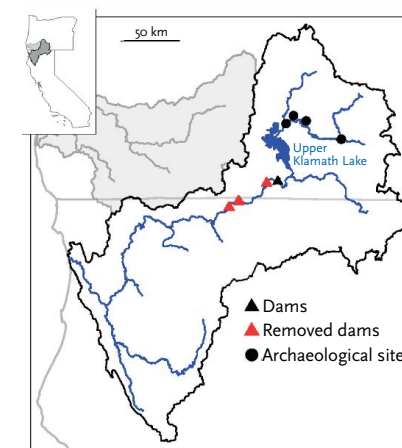 50 km
Upper
Klamath Lake
Dams
Removed dams
Archaeological site